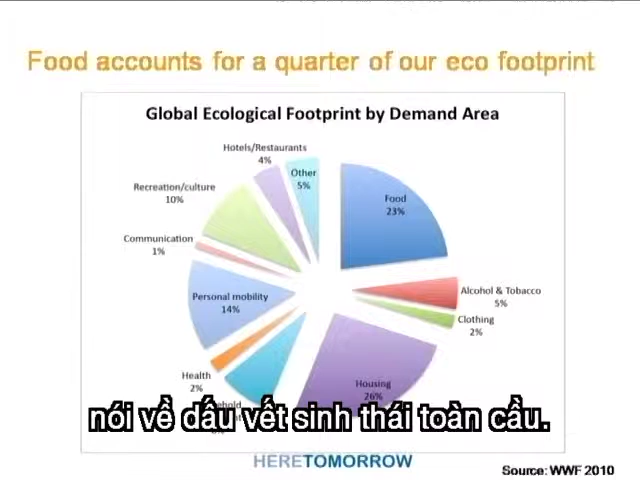 Food accounts for a quarter of our eco footprint
Global Ecological Footprint by Demand Area
Hotels/Restaurants
4%
Other
5%
Food
23%
Recreation/culture
10%
Communication
1%
Personal mobility
14%
Alcohol & Tobacco
5%
Clothing
2%
Health
2%
Housing
26%
nói về dấu vết sinh thái toàn cầu.
HERETOMORROW
Source: WWF 2010